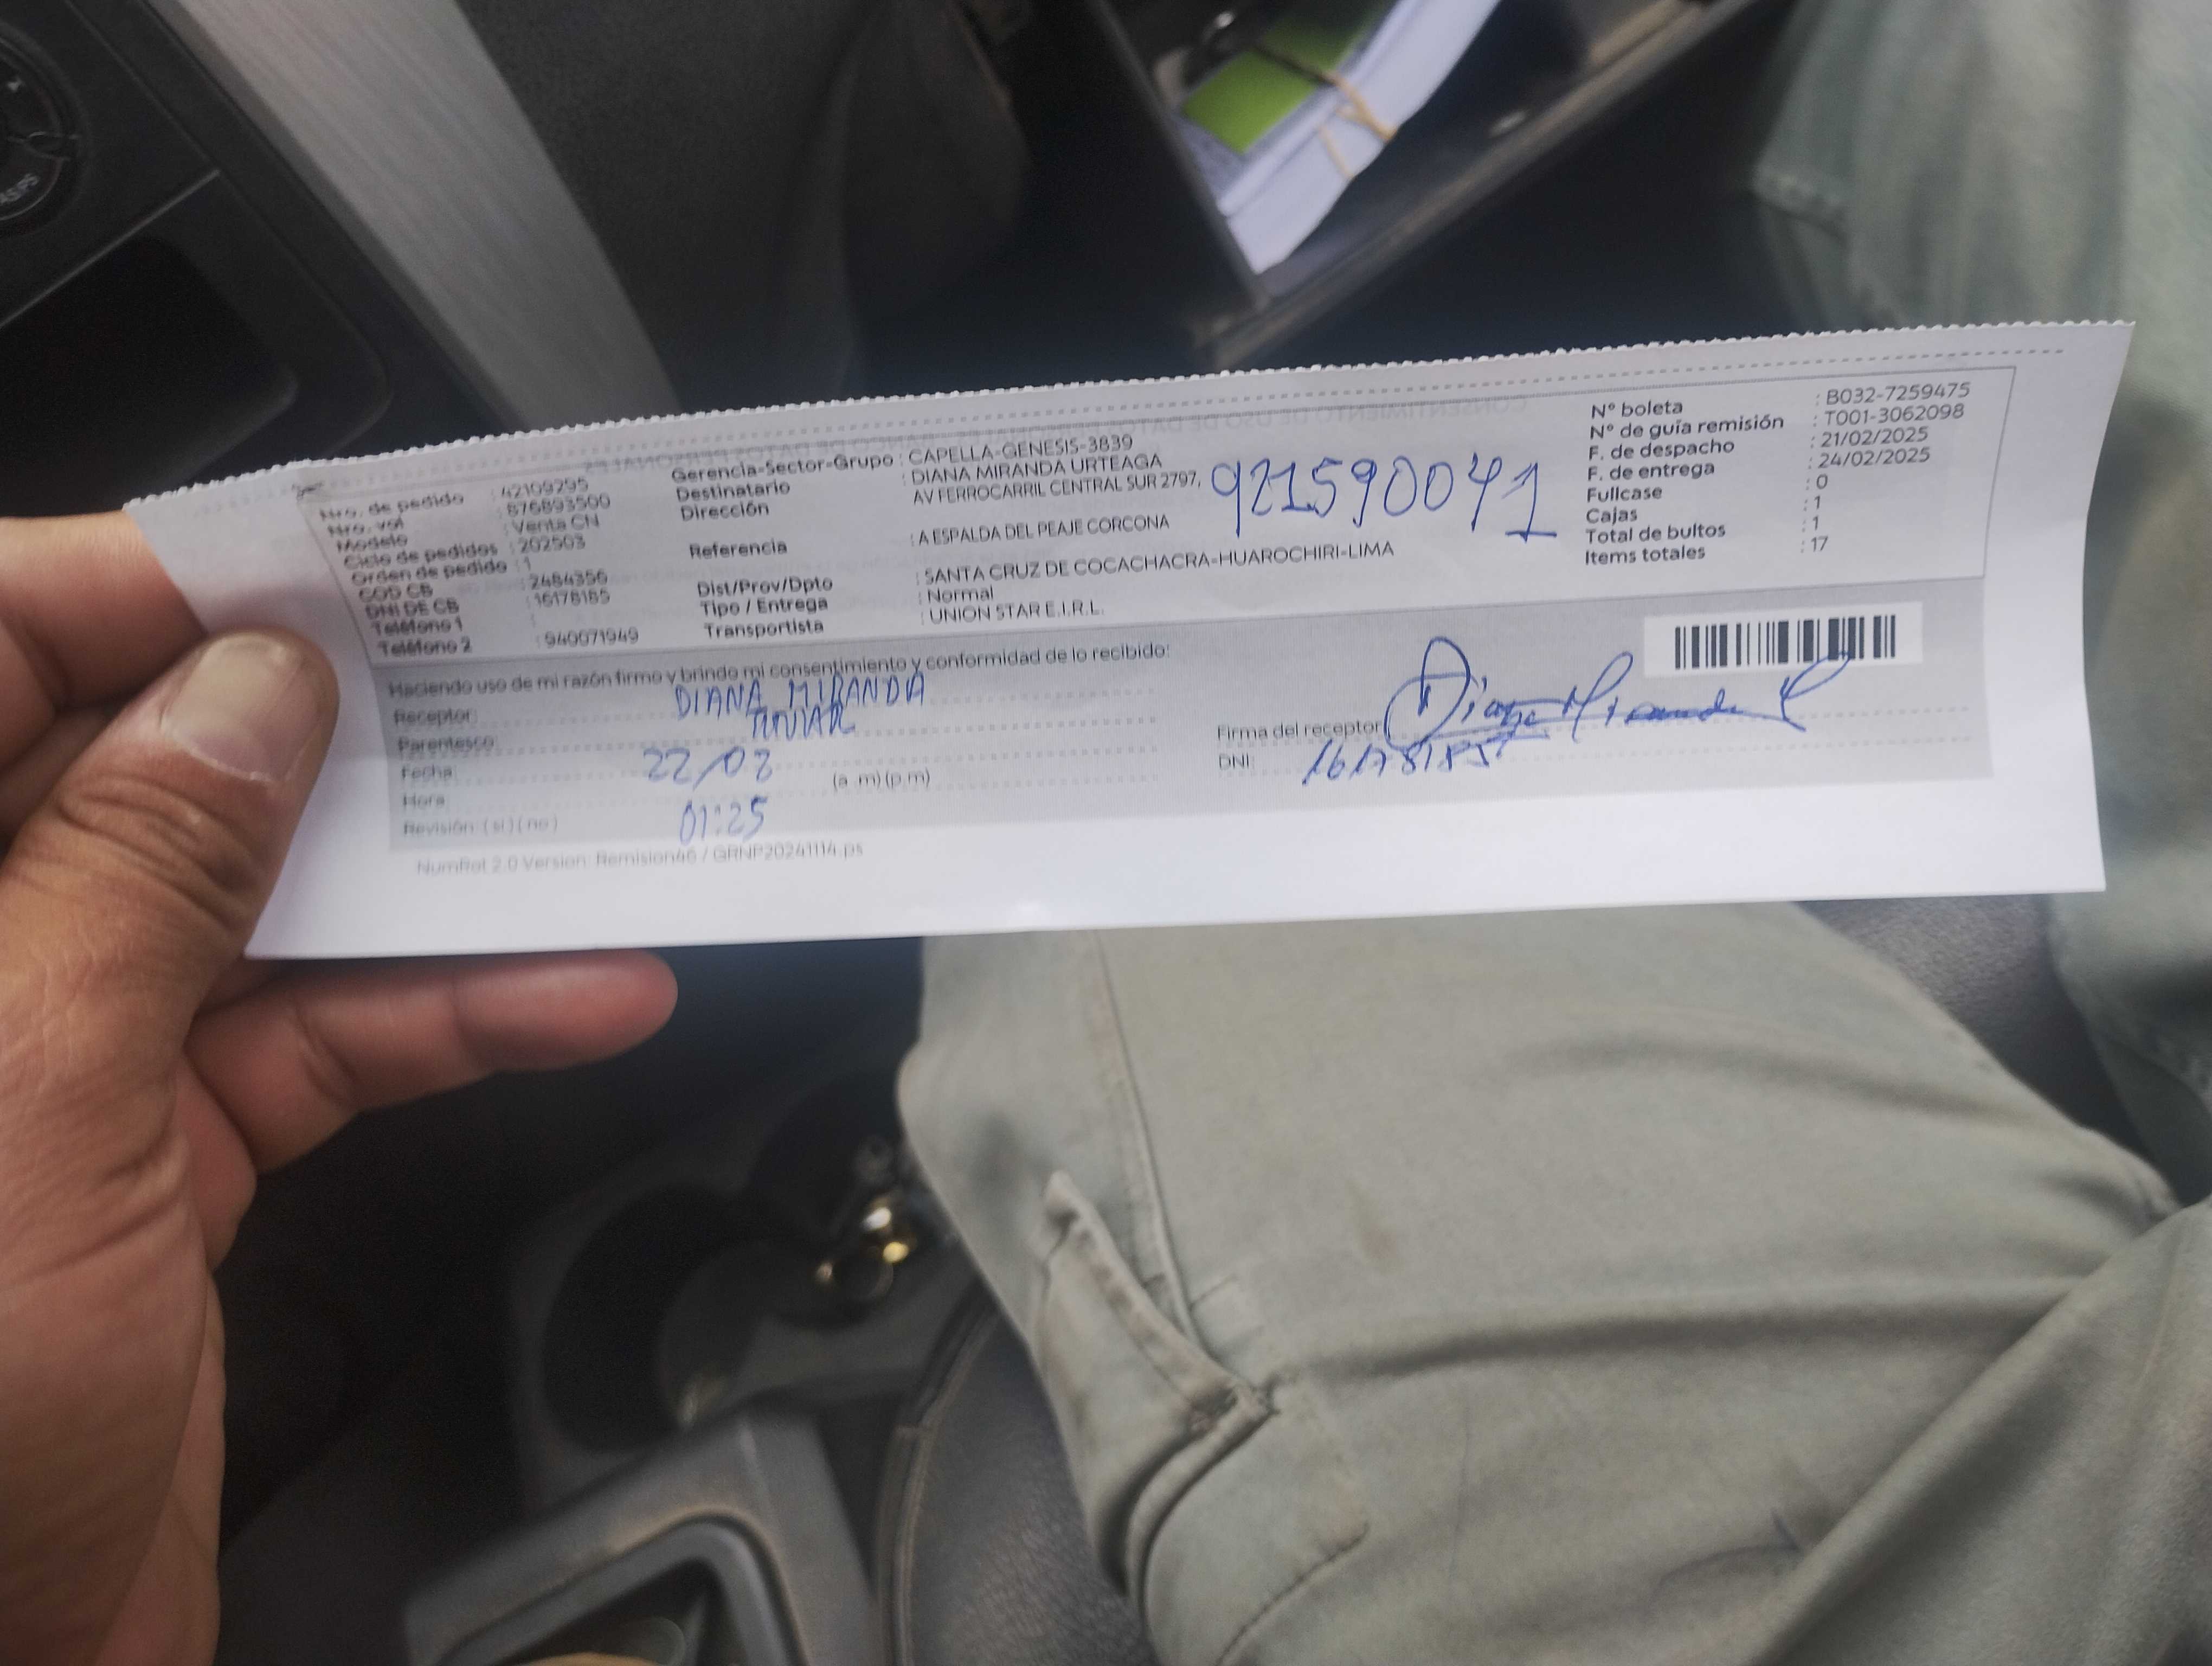 Nro. de pedido : 42109295
Nro. vol : 876893500
Modelo : Venta CN
Ciclo de pedidos : 202503
Orden de pedido : 1
COD CB : 2484356
DNI DE CB : 16178185
Teléfono 1 :
Teléfono 2 : 940071949
Gerencia-Sector-Grupo : CAPELLA-GENESIS-3839
Destinatario : DIANA MIRANDA URTEAGA
Dirección AV FERROCARRIL CENTRAL SUR 2797,
921590041
Referencia : A ESPALDA DEL PEAJE CORCONA
Dist/Prov/Dpto : SANTA CRUZ DE COCACHACRA-HUAROCHIRI-LIMA
Tipo / Entrega : Normal
Transportista : UNION STAR E.I.R.L.
N° boleta : B032-7259475
N° de guía remisión : T001-3062098
F. de despacho : 21/02/2025
F. de entrega : 24/02/2025
Fullcase : 0
Cajas : 1
Total de bultos : 1
Items totales : 17
Haciendo uso de mi razón firmo y brindo mi consentimiento y conformidad de lo recibido:
Receptor: DIANA MIRANDA
Parentesco:
Fecha: 22/02
Hora: (a.m) (p.m)
01:25
Revisión: ( si ) ( no )
Firma del receptor: Diana Miranda U
DNI: 16178185
NumRot 2.0 Version: Remision46 / GRNP20241114.ps